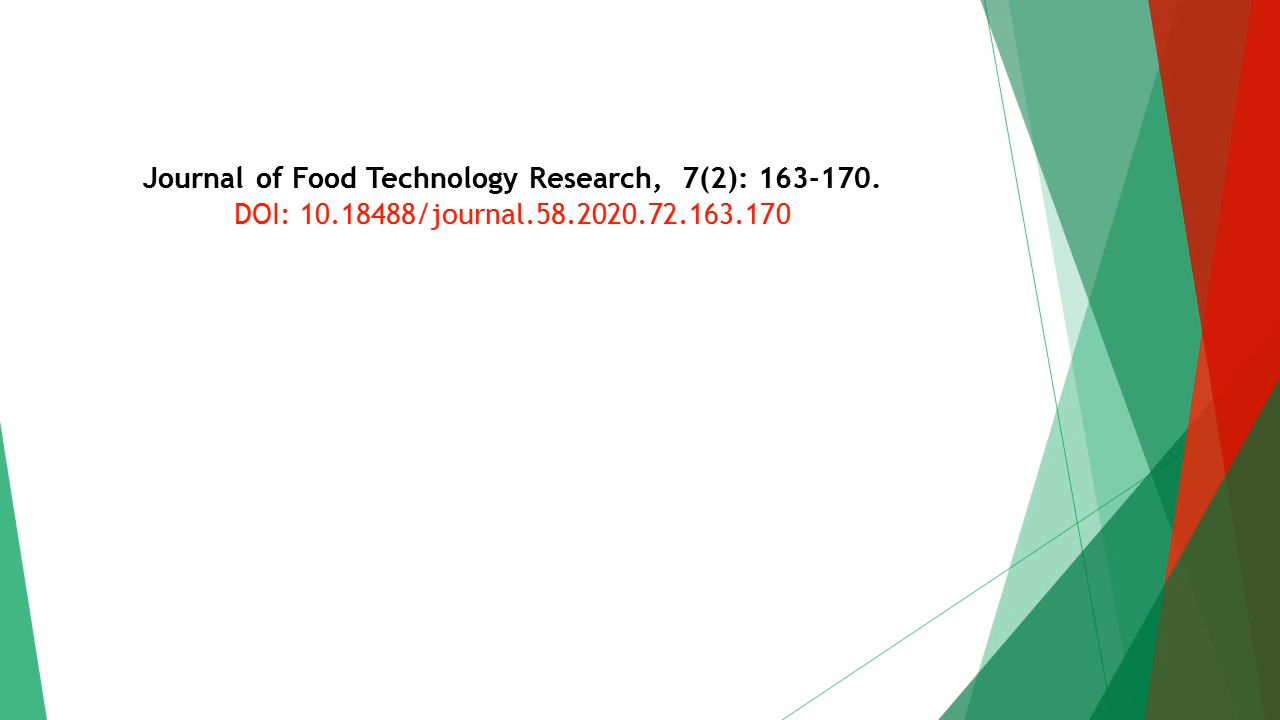 Journal of Food Technology Research,  7(2): 163-170.
DOI: 10.18488/journal.58.2020.72.163.170